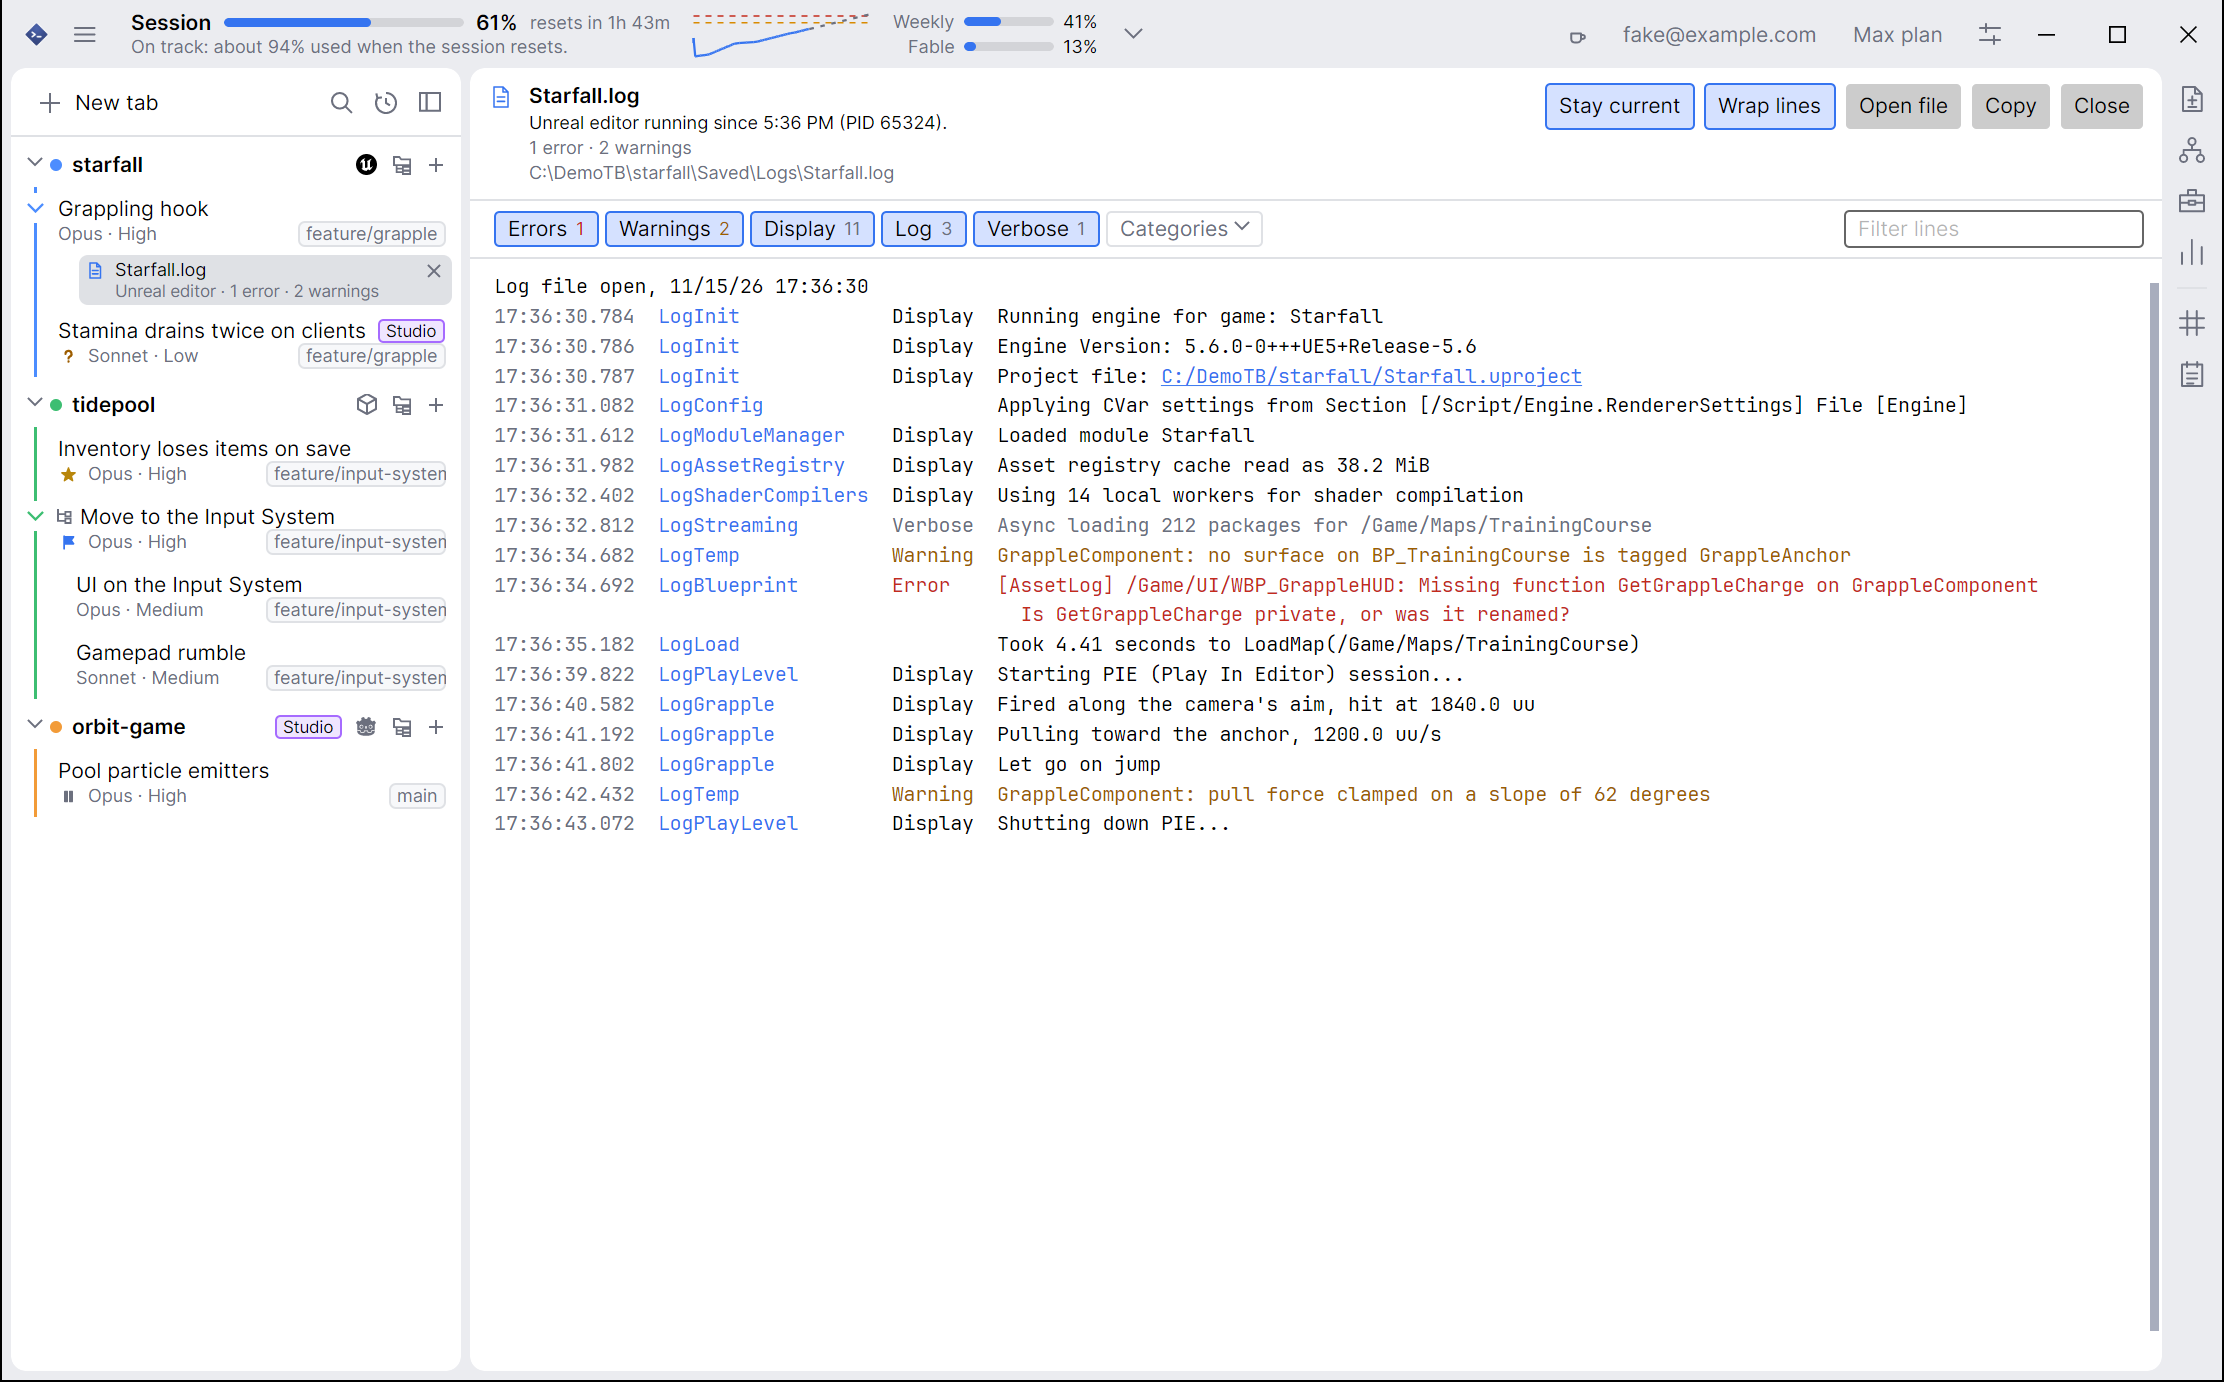 Session 61% resets in 1h 43m
On track: about 94% used when the session resets.
Weekly 41%
Fable 13%
fake@example.com Max plan
New tab
starfall
Grappling hook
Opus · High feature/grapple
Starfall.log
Unreal editor · 1 error · 2 warnings
Stamina drains twice on clients Studio
? Sonnet · Low feature/grapple
tidepool
Inventory loses items on save
Opus · High feature/input-system
Move to the Input System
Opus · High feature/input-system
UI on the Input System
Opus · Medium feature/input-system
Gamepad rumble
Sonnet · Medium feature/input-system
orbit-game Studio
Pool particle emitters
Opus · High main
Starfall.log
Unreal editor running since 5:36 PM (PID 65324).
1 error · 2 warnings
C:\DemoTB\starfall\Saved\Logs\Starfall.log
Stay current Wrap lines Open file Copy Close
Errors 1 Warnings 2 Display 11 Log 3 Verbose 1 Categories Filter lines
Log file open, 11/15/26 17:36:30
17:36:30.784 LogInit Display Running engine for game: Starfall
17:36:30.786 LogInit Display Engine Version: 5.6.0-0+++UE5+Release-5.6
17:36:30.787 LogInit Display Project file: C:/DemoTB/starfall/Starfall.uproject
17:36:31.082 LogConfig Applying CVar settings from Section [/Script/Engine.RendererSettings] File [Engine]
17:36:31.612 LogModuleManager Display Loaded module Starfall
17:36:31.982 LogAssetRegistry Display Asset registry cache read as 38.2 MiB
17:36:32.402 LogShaderCompilers Display Using 14 local workers for shader compilation
17:36:32.812 LogStreaming Verbose Async loading 212 packages for /Game/Maps/TrainingCourse
17:36:34.682 LogTemp Warning GrappleComponent: no surface on BP_TrainingCourse is tagged GrappleAnchor
17:36:34.692 LogBlueprint Error [AssetLog] /Game/UI/WBP_GrappleHUD: Missing function GetGrappleCharge on GrappleComponent
Is GetGrappleCharge private, or was it renamed?
17:36:35.182 LogLoad Took 4.41 seconds to LoadMap(/Game/Maps/TrainingCourse)
17:36:39.822 LogPlayLevel Display Starting PIE (Play In Editor) session...
17:36:40.582 LogGrapple Display Fired along the camera's aim, hit at 1840.0 uu
17:36:41.192 LogGrapple Display Pulling toward the anchor, 1200.0 uu/s
17:36:41.802 LogGrapple Display Let go on jump
17:36:42.432 LogTemp Warning GrappleComponent: pull force clamped on a slope of 62 degrees
17:36:43.072 LogPlayLevel Display Shutting down PIE...